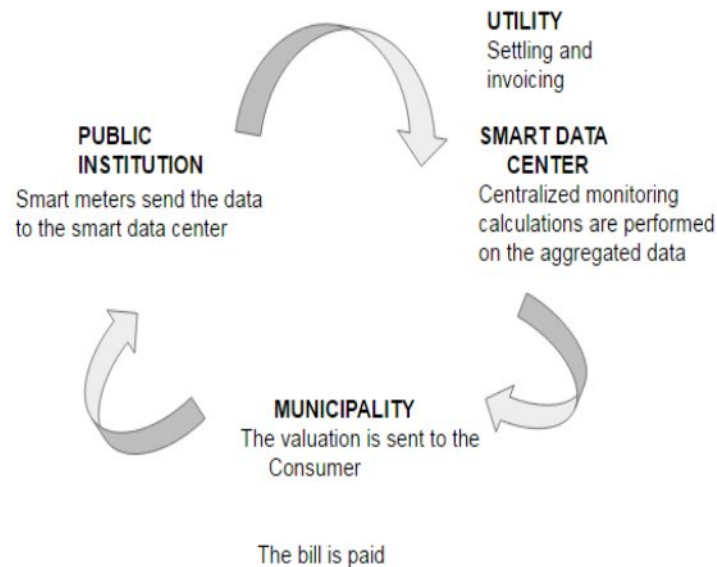 UTILITY
Settling and
invoicing
PUBLIC
INSTITUTION
Smart meters send the data
to the smart data center
SMART DATA
CENTER
Centralized monitoring
calculations are performed
on the aggregated data
MUNICIPALITY
The valuation is sent to the
Consumer
The bill is paid